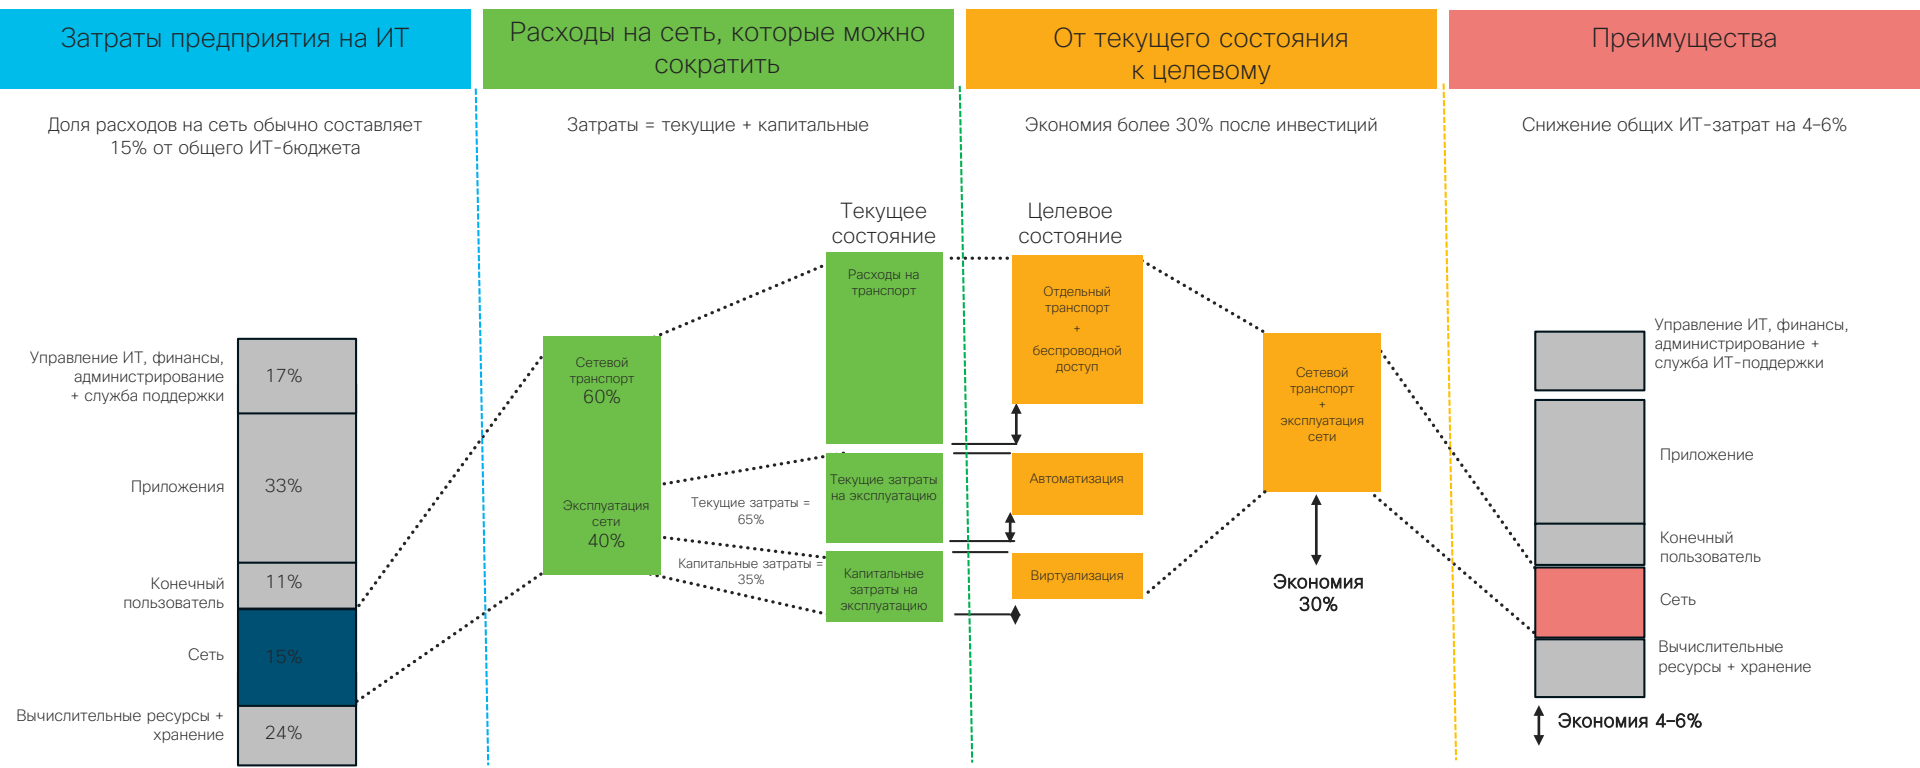 Затраты предприятия на ИТ
Расходы на сеть, которые можно
сократить
От текущего состояния
к целевому
Преимущества
Доля расходов на сеть обычно составляет
15% от общего ИТ-бюджета
Затраты = текущие + капитальные
Экономия более 30% после инвестиций
Снижение общих ИТ-затрат на 4-6%
Управление ИТ, финансы,
администрирование
+ служба поддержки
17%
Приложения
33%
Конечный
пользователь
11%
Сеть
15%
Вычислительные ресурсы +
хранение
24%
Сетевой
транспорт
60%
Эксплуатация
сети
40%
Текущие затраты =
65%
Капитальные затраты =
35%
Текущее
состояние
Расходы на
транспорт
Текущие затраты
на эксплуатацию
Капитальные
затраты на
эксплуатацию
Целевое
состояние
Отдельный
транспорт
+
беспроводной
доступ
Автоматизация
Виртуализация
Сетевой
транспорт
+
эксплуатация
сети
Экономия
30%
Управление ИТ, финансы,
администрирование +
служба ИТ-поддержки
Приложение
Конечный
пользователь
Сеть
Вычислительные
ресурсы + хранение
Экономия 4-6%